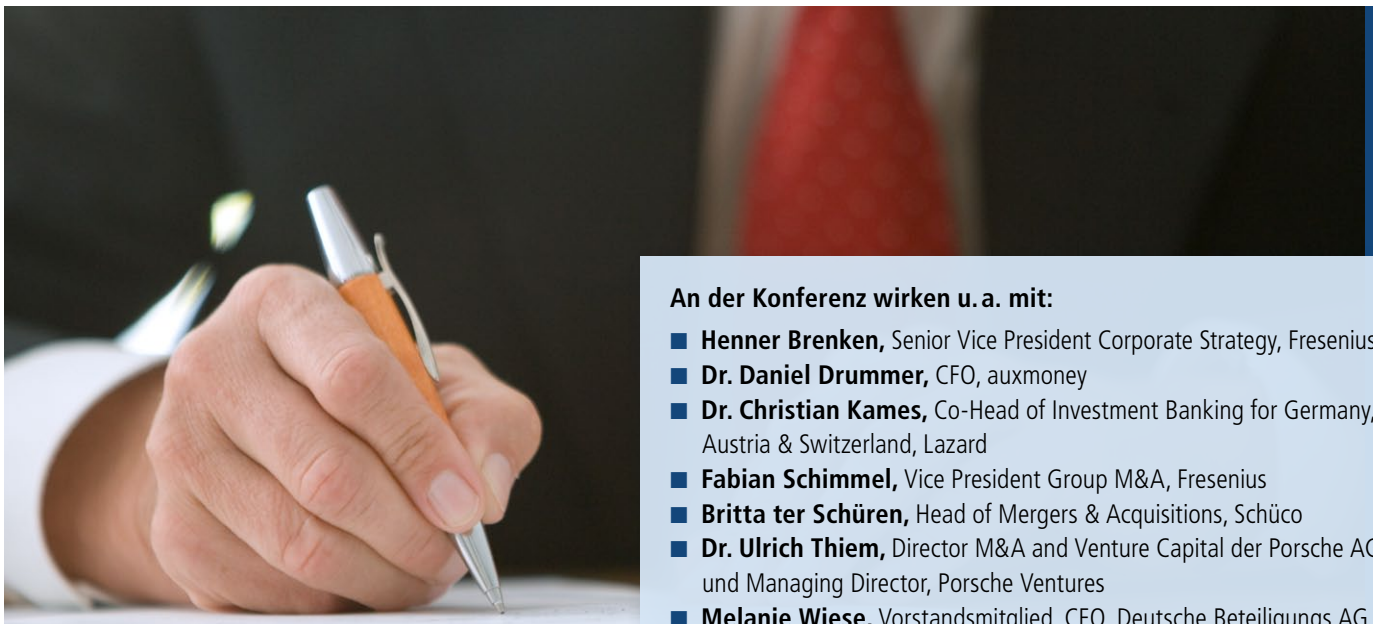 An der Konferenz wirken u. a. mit:
■ Henner Brenken, Senior Vice President Corporate Strategy, Fresenius
■ Dr. Daniel Drummer, CFO, auxmoney
■ Dr. Christian Kames, Co-Head of Investment Banking for Germany,
Austria & Switzerland, Lazard
■ Fabian Schimmel, Vice President Group M&A, Fresenius
■ Britta ter Schüren, Head of Mergers & Acquisitions, Schüco
■ Dr. Ulrich Thiem, Director M&A and Venture Capital der Porsche AG
und Managing Director, Porsche Ventures
■ Melanie Wiese, Vorstandsmitglied, CFO, Deutsche Beteiligungs AG